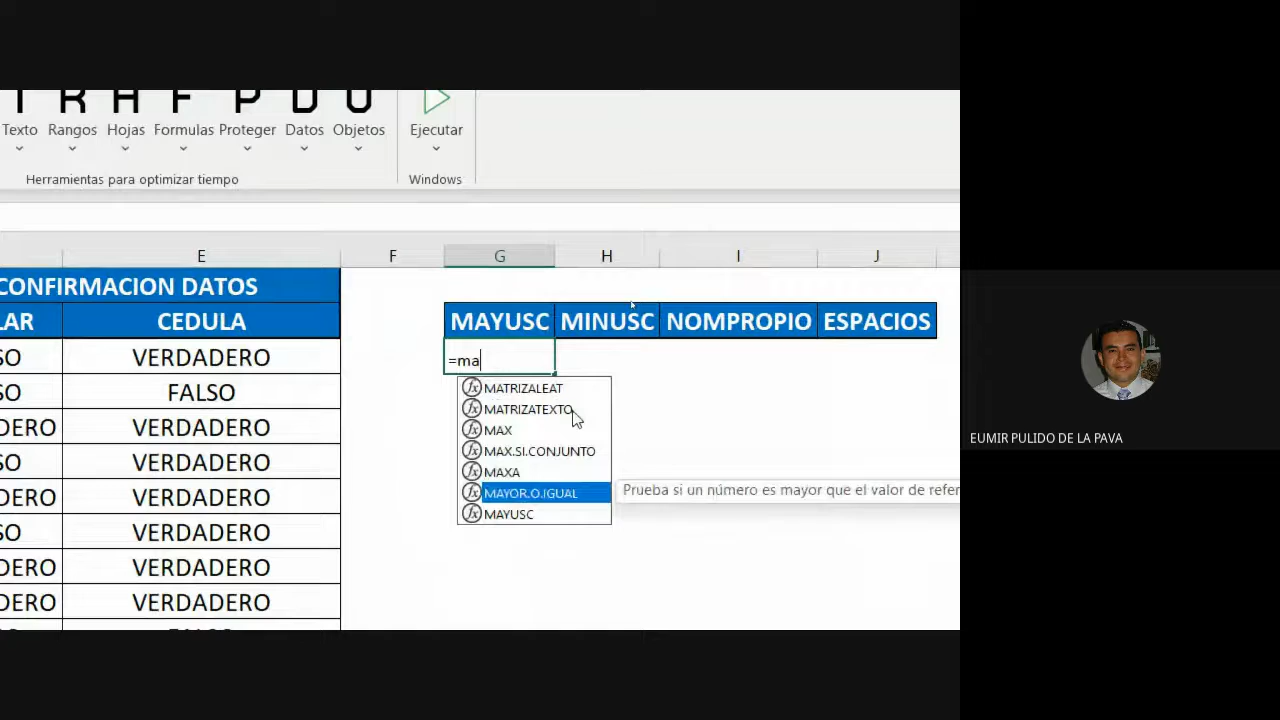 T R H F P D O
Texto Rangos Hojas Formulas Proteger Datos Objetos Ejecutar
Herramientas para optimizar tiempo Windows
E F G H I J
CONFIRMACION DATOS
LAR CEDULA MAYUSC MINUSC NOMPROPIO ESPACIOS
SO VERDADERO =ma
SO FALSO MATRIZALEAT
DERO VERDADERO MATRIZATEXTO
MAX
SO VERDADERO MAX.SI.CONJUNTO
MAXA
DERO VERDADERO MAYOR.O.IGUAL Prueba si un número es mayor que el valor de refer
SO VERDADERO MAYUSC
DERO VERDADERO
DERO VERDADERO
EUMIR PULIDO DE LA PAVA